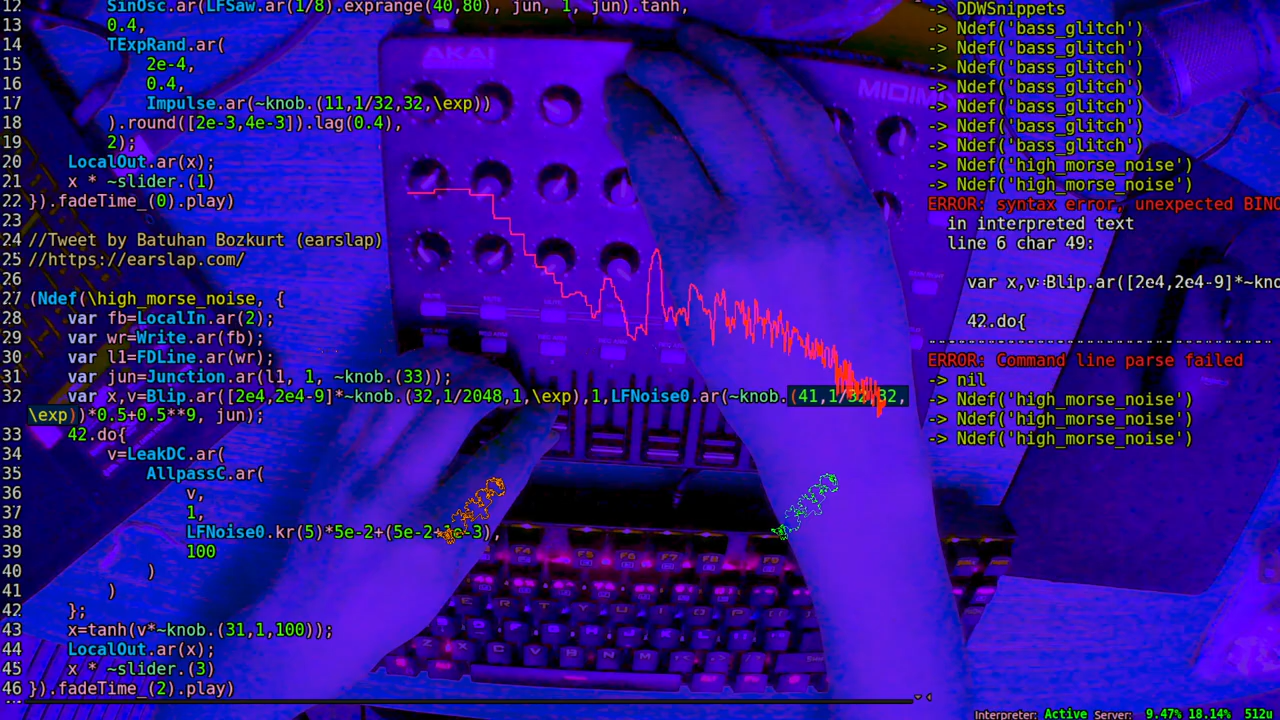 12 SinOsc.ar(LFSaw.ar(1/8).exprange(40,80), jun, 1, jun).tanh,
13 0.4,
14 TExpRand.ar(
15 2e-4,
16 0.4,
17 Impulse.ar(~knob.(11,1/32,32,\exp))
18 ).round([2e-3,4e-3]).lag(0.4),
19 2);
20 LocalOut.ar(x);
21 x * ~slider.(1)
22 }).fadeTime_(0).play)
23
24 //Tweet by Batuhan Bozkurt (earslap)
25 //https://earslap.com/
26
27 (Ndef(\high_morse_noise, {
28 var fb=LocalIn.ar(2);
29 var wr=Write.ar(fb);
30 var l1=FDLine.ar(wr);
31 var jun=Junction.ar(l1, 1, ~knob.(33));
32 var x,v=Blip.ar([2e4,2e4-9]*~knob.(32,1/2048,1,\exp),1,LFNoise0.ar(~knob.(41,1/32,32,
\exp))*0.5+0.5**9, jun);
33 42.do{
34 v=LeakDC.ar(
35 AllpassC.ar(
36 v,
37 1,
38 LFNoise0.kr(5)*5e-2+(5e-2+1e-3),
39 100
40 )
41 )
42 };
43 x=tanh(v*~knob.(31,1,100));
44 LocalOut.ar(x);
45 x * ~slider.(3)
46 }).fadeTime_(2).play)
-> DDWSnippets
-> Ndef('bass_glitch')
-> Ndef('bass_glitch')
-> Ndef('bass_glitch')
-> Ndef('bass_glitch')
-> Ndef('bass_glitch')
-> Ndef('bass_glitch')
-> Ndef('bass_glitch')
-> Ndef('high_morse_noise')
-> Ndef('high_morse_noise')
ERROR: syntax error, unexpected BINO
in interpreted text
line 6 char 49:
var x,v=Blip.ar([2e4,2e4-9]*~kno
42.do{
-----------------------------------
ERROR: Command line parse failed
-> nil
-> Ndef('high_morse_noise')
-> Ndef('high_morse_noise')
-> Ndef('high_morse_noise')
AKAI
MIDIM
F4 F5 F6 F7 F8
Interpreter: Active Server: 9.47% 18.14% 512u